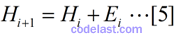 H_{i+1} = H_i + E_i ⋯[5]
codelast.com